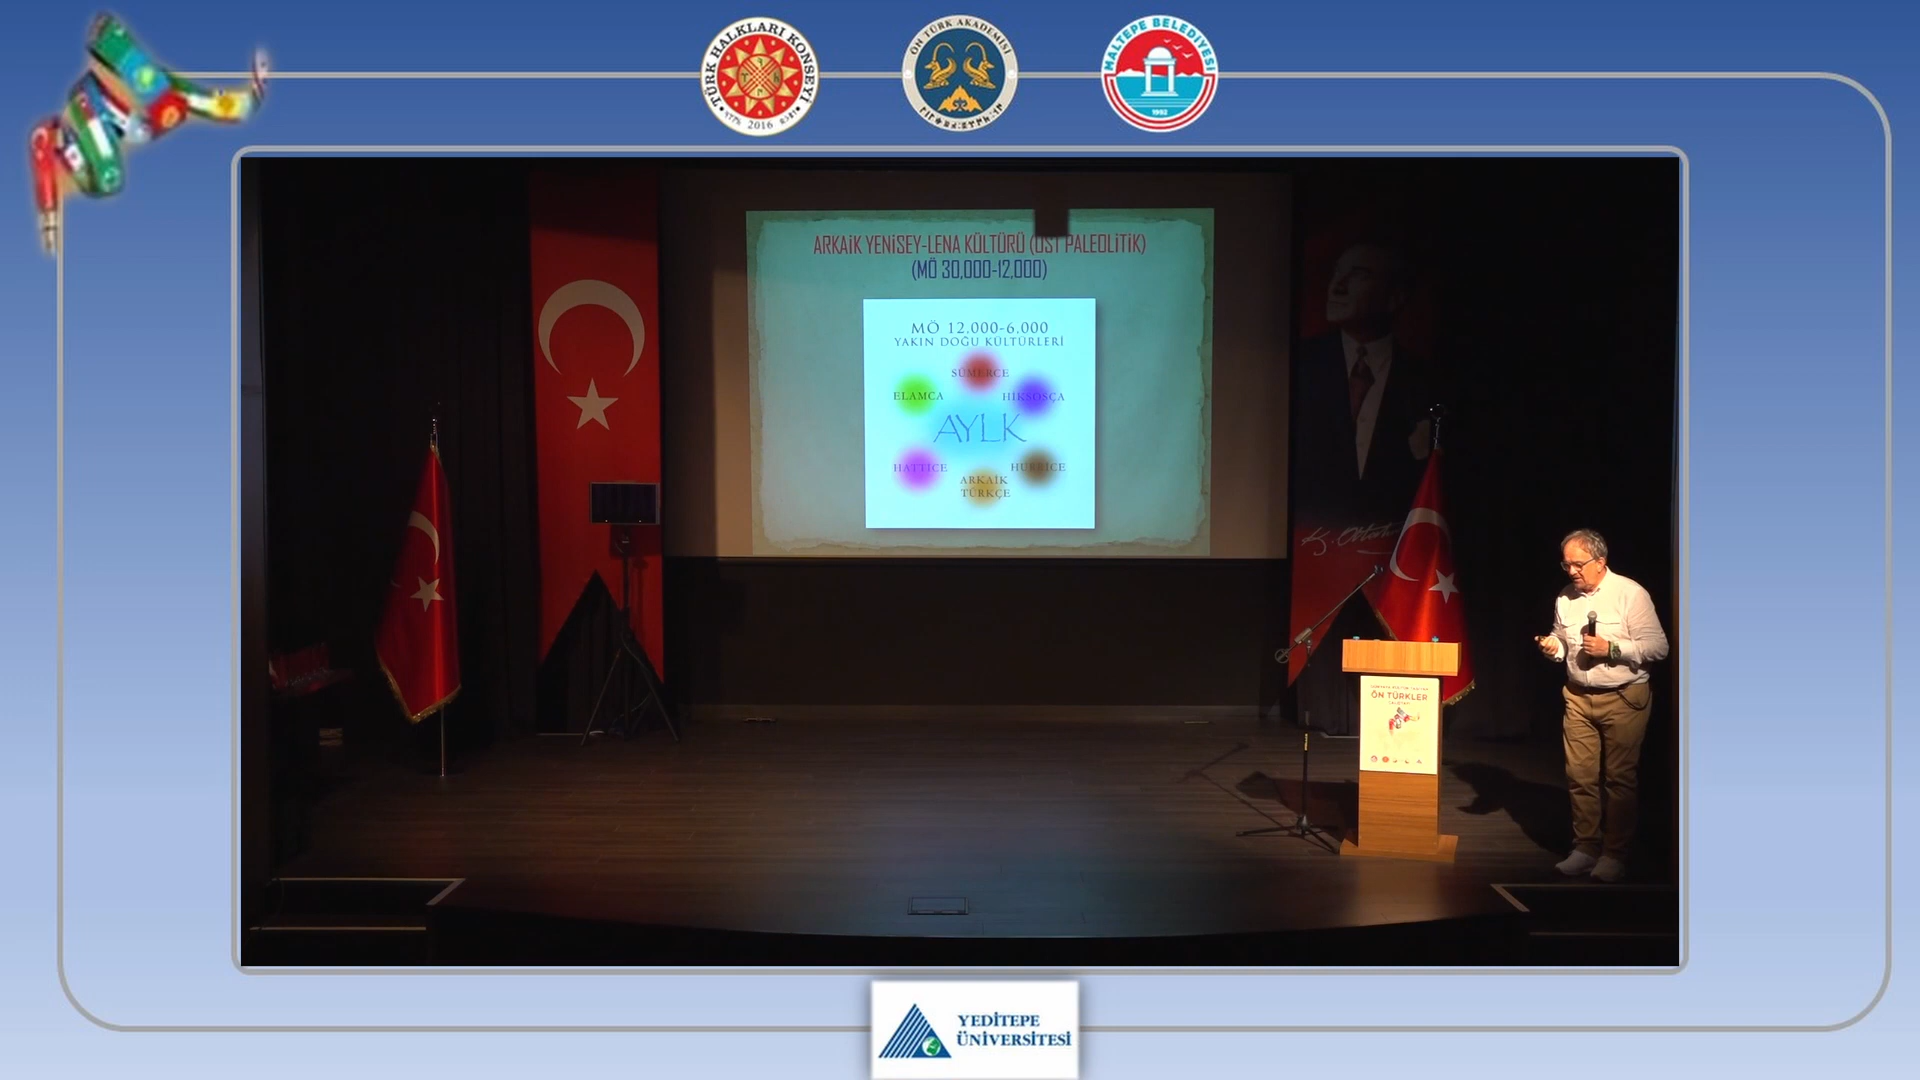 TÜRK HALKLARI KONSEYİ
2016
ÖN TÜRK AKADEMİSİ
MALTEPE BELEDİYESİ
1992
ARKAİK YENİSEY-LENA KÜLTÜRÜ (ÜST PALEOLİTİK)
(MÖ 30,000-12,000)
MÖ 12.000-6.000
YAKIN DOĞU KÜLTÜRLERİ
SÜMERCE
ELAMCA
HİKSOSÇA
AYLK
HATTİCE
HURRİCE
ARKAİK
TÜRKÇE
K. Atatürk
ÖN TÜRKLER
ÇALIŞTAYI
YEDİTEPE
ÜNİVERSİTESİ